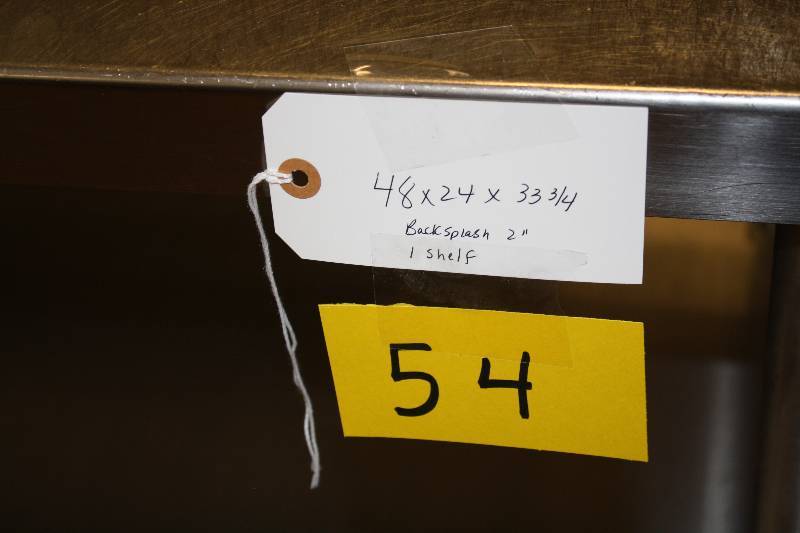 48 x 24 x 33 3/4
Backsplash 2"
1 shelf
54